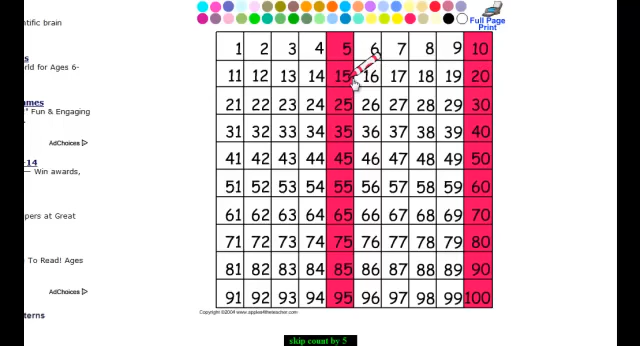 ntific brain
Full Page
Print
s
rld for Ages 6-
ames
" Fun & Engaging
AdChoices
-14
— Win awards,
pers at Great
To Read! Ages
AdChoices
terns
1 2 3 4 5 6 7 8 9 10
11 12 13 14 15 16 17 18 19 20
21 22 23 24 25 26 27 28 29 30
31 32 33 34 35 36 37 38 39 40
41 42 43 44 45 46 47 48 49 50
51 52 53 54 55 56 57 58 59 60
61 62 63 64 65 66 67 68 69 70
71 72 73 74 75 76 77 78 79 80
81 82 83 84 85 86 87 88 89 90
91 92 93 94 95 96 97 98 99 100
Copyright ©2004 www.apples4theteacher.com
skip count by 5